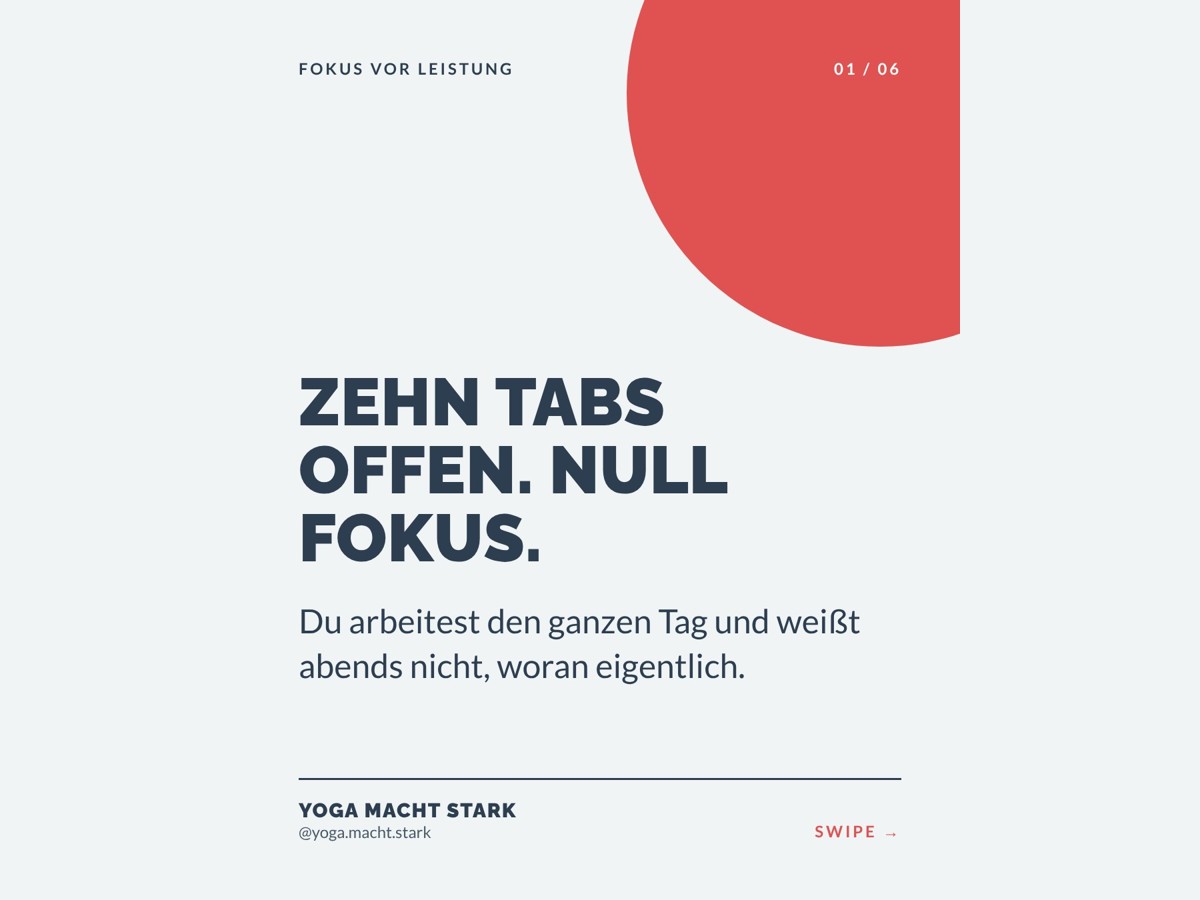 FOKUS VOR LEISTUNG
01 / 06
ZEHN TABS
OFFEN. NULL
FOKUS.
Du arbeitest den ganzen Tag und weißt
abends nicht, woran eigentlich.
YOGA MACHT STARK
@yoga.macht.stark
SWIPE →